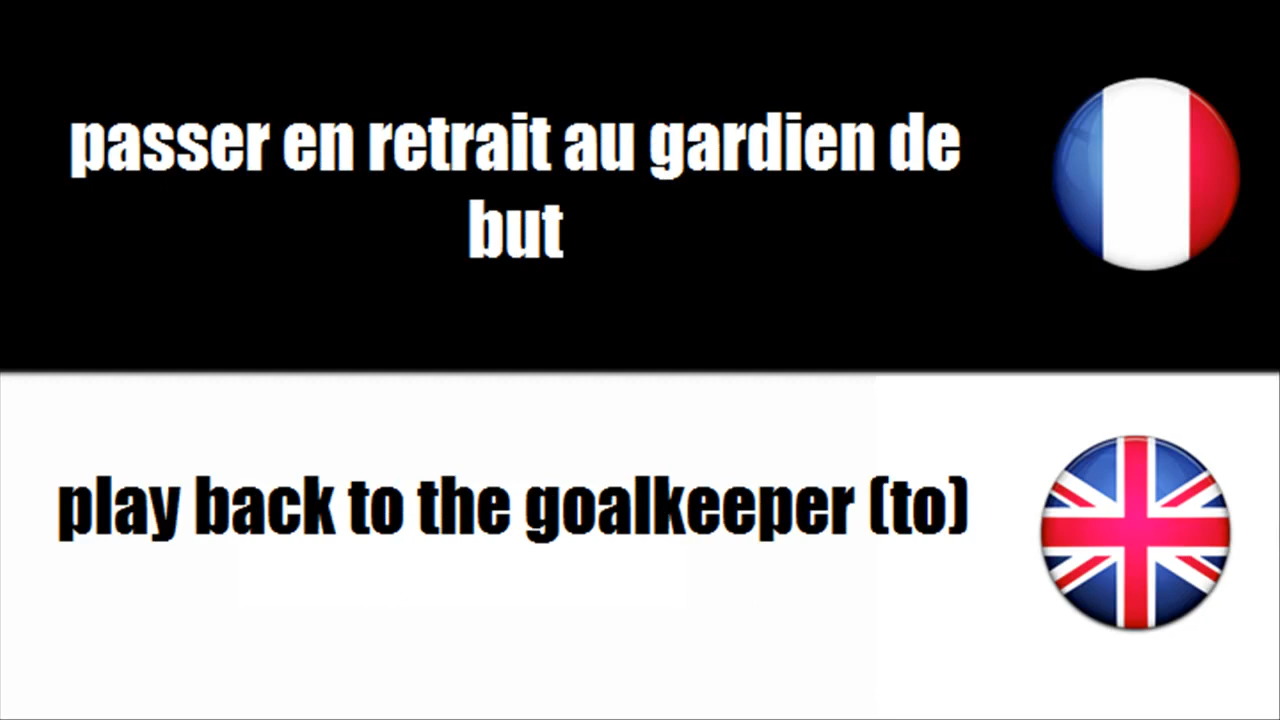 passer en retrait au gardien de
but
play back to the goalkeeper (to)